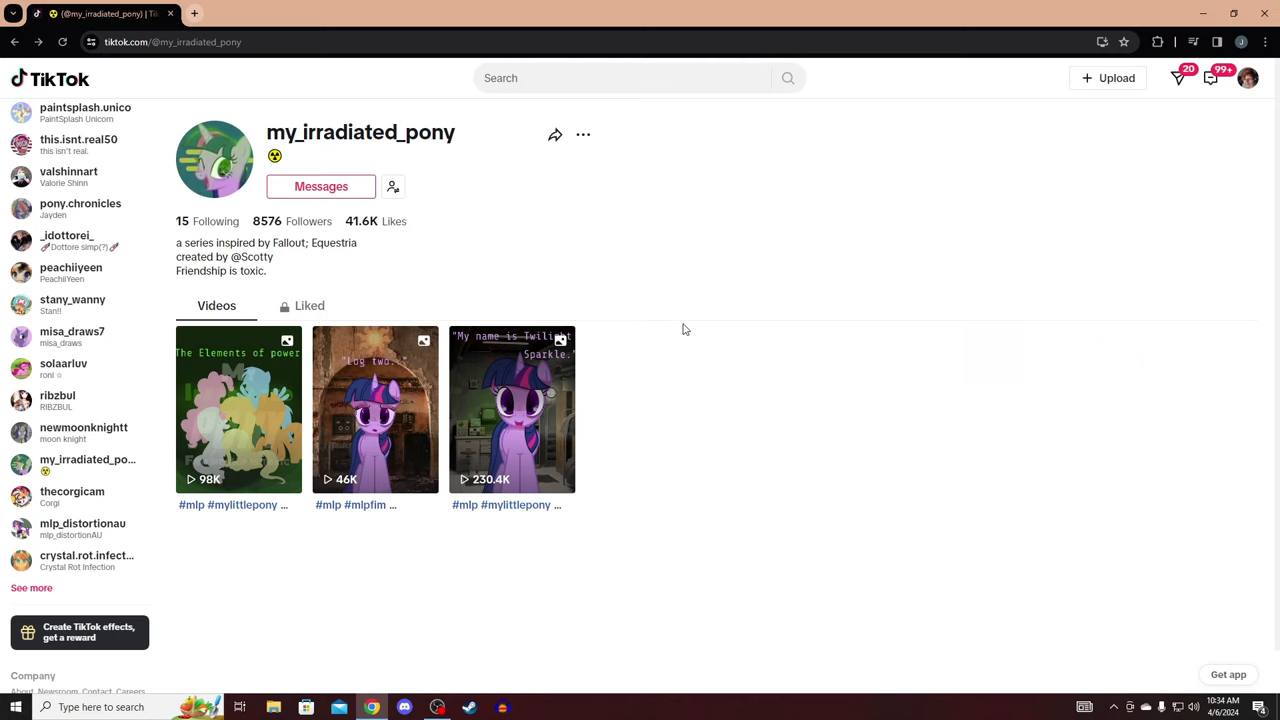 (@my_irradiated_pony) | Tik
tiktok.com/@my_irradiated_pony
J
TikTok
Search
Upload
20
99+
paintsplash.unico
PaintSplash Unicorn
this.isnt.real50
this isn't real.
valshinnart
Valorie Shinn
pony.chronicles
Jayden
_idottorei_
🚀Dottore simp(?)🚀
peachiiyeen
PeachiiYeen
stany_wanny
Stan!!
misa_draws7
misa_draws
solaarluv
roni ☆
ribzbul
RIBZBUL
newmoonknightt
moon knight
my_irradiated_po...
☢
thecorgicam
Corgi
mlp_distortionau
mlp_distortionAU
crystal.rot.infect...
Crystal Rot Infection
See more
Create TikTok effects,
get a reward
Company
About Newsroom Contact Careers
my_irradiated_pony
☢
Messages
15 Following 8576 Followers 41.6K Likes
a series inspired by Fallout; Equestria
created by @Scotty
Friendship is toxic.
Videos
Liked
The Elements of power
98K
#mlp #mylittlepony ...
"Log two.."
46K
#mlp #mlpfim ...
"My name is Twilight
Sparkle."
230.4K
#mlp #mylittlepony ...
Get app
Type here to search
10:34 AM
4/6/2024
4